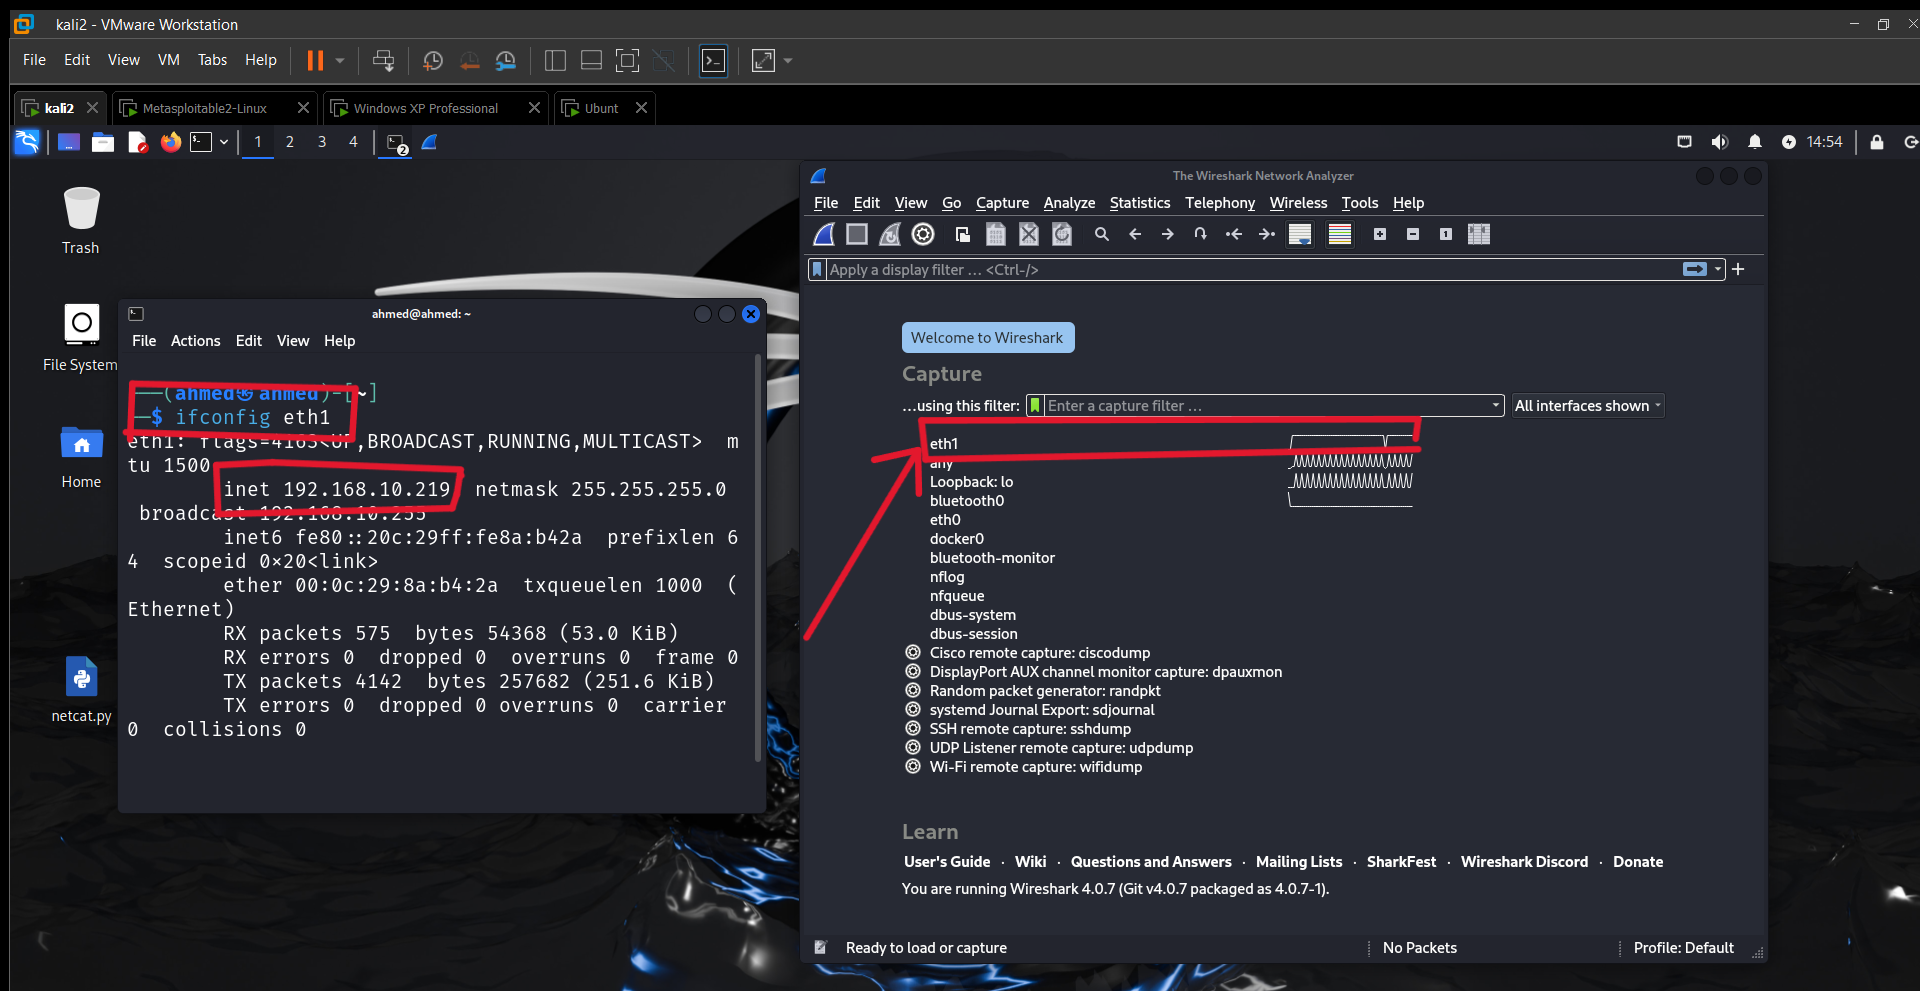 kali2 - VMware Workstation
File Edit View VM Tabs Help
kali2 Metasploitable2-Linux Windows XP Professional Ubunt
1 2 3 4 2 14:54
Trash
File System
Home
netcat.py
ahmed@ahmed: ~
File Actions Edit View Help
──(ahmed㉿ahmed)-[~]
─$ ifconfig eth1
eth1: flags=4163<UP,BROADCAST,RUNNING,MULTICAST>  m
tu 1500
inet 192.168.10.219  netmask 255.255.255.0
broadcast 192.168.10.255
inet6 fe80::20c:29ff:fe8a:b42a  prefixlen 6
4  scopeid 0×20<link>
ether 00:0c:29:8a:b4:2a  txqueuelen 1000  (
Ethernet)
RX packets 575  bytes 54368 (53.0 KiB)
RX errors 0  dropped 0  overruns 0  frame 0
TX packets 4142  bytes 257682 (251.6 KiB)
TX errors 0  dropped 0 overruns 0  carrier
0  collisions 0
The Wireshark Network Analyzer
File Edit View Go Capture Analyze Statistics Telephony Wireless Tools Help
Apply a display filter … <Ctrl-/>
Welcome to Wireshark
Capture
…using this filter: Enter a capture filter … All interfaces shown
eth1
any
Loopback: lo
bluetooth0
eth0
docker0
bluetooth-monitor
nflog
nfqueue
dbus-system
dbus-session
Cisco remote capture: ciscodump
DisplayPort AUX channel monitor capture: dpauxmon
Random packet generator: randpkt
systemd Journal Export: sdjournal
SSH remote capture: sshdump
UDP Listener remote capture: udpdump
Wi-Fi remote capture: wifidump
Learn
User's Guide · Wiki · Questions and Answers · Mailing Lists · SharkFest · Wireshark Discord · Donate
You are running Wireshark 4.0.7 (Git v4.0.7 packaged as 4.0.7-1).
Ready to load or capture No Packets Profile: Default